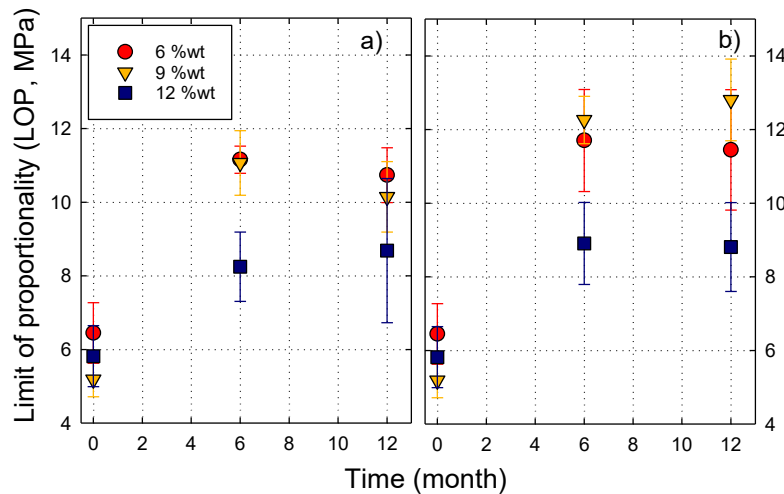 a)
b)
6 %wt
9 %wt
12 %wt
Limit of proportionality (LOP, MPa)
14
12
10
8
6
4
14
12
10
8
6
4
0 2 4 6 8 10 12
0 2 4 6 8 10 12
Time (month)